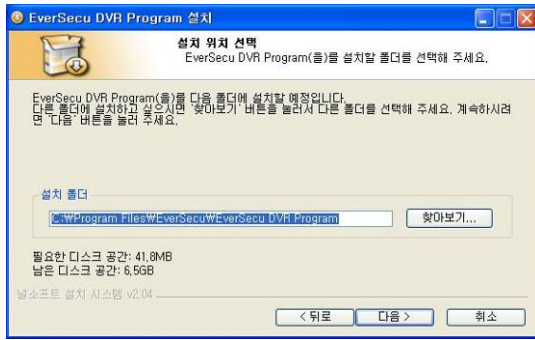 EverSecu DVR Program 설치
설치 위치 선택
EverSecu DVR Program(을)를 설치할 폴더를 선택해 주세요.
EverSecu DVR Program(을)를 다음 폴더에 설치할 예정입니다.
다른 폴더에 설치하고 싶으시면 '찾아보기' 버튼을 눌러서 다른 폴더를 선택해 주세요. 계속하시려
면 '다음' 버튼을 눌러 주세요.
설치 폴더
C:₩Program Files₩EverSecu₩EverSecu DVR Program
찾아보기...
필요한 디스크 공간: 41.8MB
남은 디스크 공간: 6.5GB
널소프트 설치 시스템 v2.04
< 뒤로
다음 >
취소